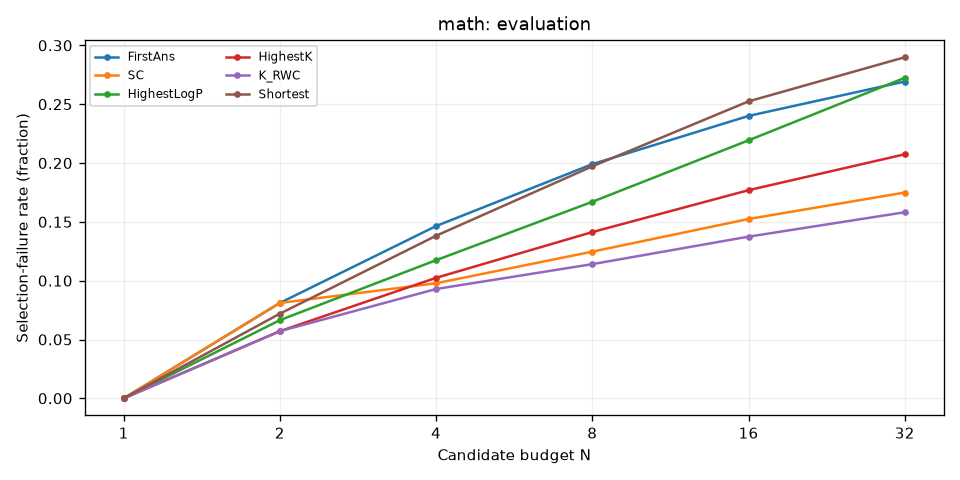 math: evaluation
FirstAns
SC
HighestLogP
HighestK
K_RWC
Shortest
Selection-failure rate (fraction)
0.30
0.25
0.20
0.15
0.10
0.05
0.00
1 2 4 8 16 32
Candidate budget N